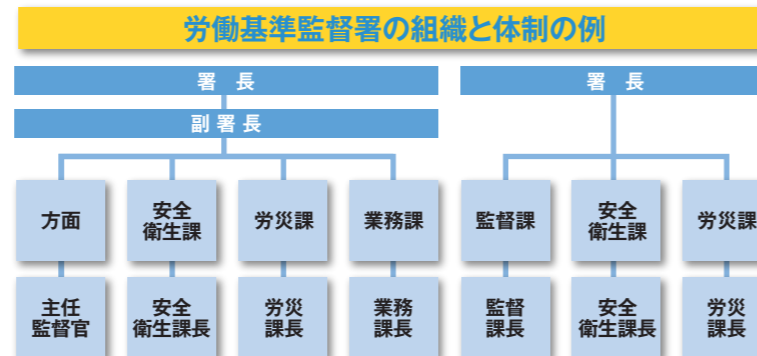 労働基準監督署の組織と体制の例
署 長
副 署 長
方面
安全
衛生課
労災課
業務課
主任
監督官
安全
衛生課長
労災
課長
業務
課長
署 長
監督課
安全
衛生課
労災課
監督
課長
安全
衛生課長
労災
課長